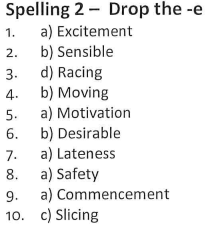 Spelling 2 – Drop the -e
1. a) Excitement
2. b) Sensible
3. d) Racing
4. b) Moving
5. a) Motivation
6. b) Desirable
7. a) Lateness
8. a) Safety
9. a) Commencement
10. c) Slicing